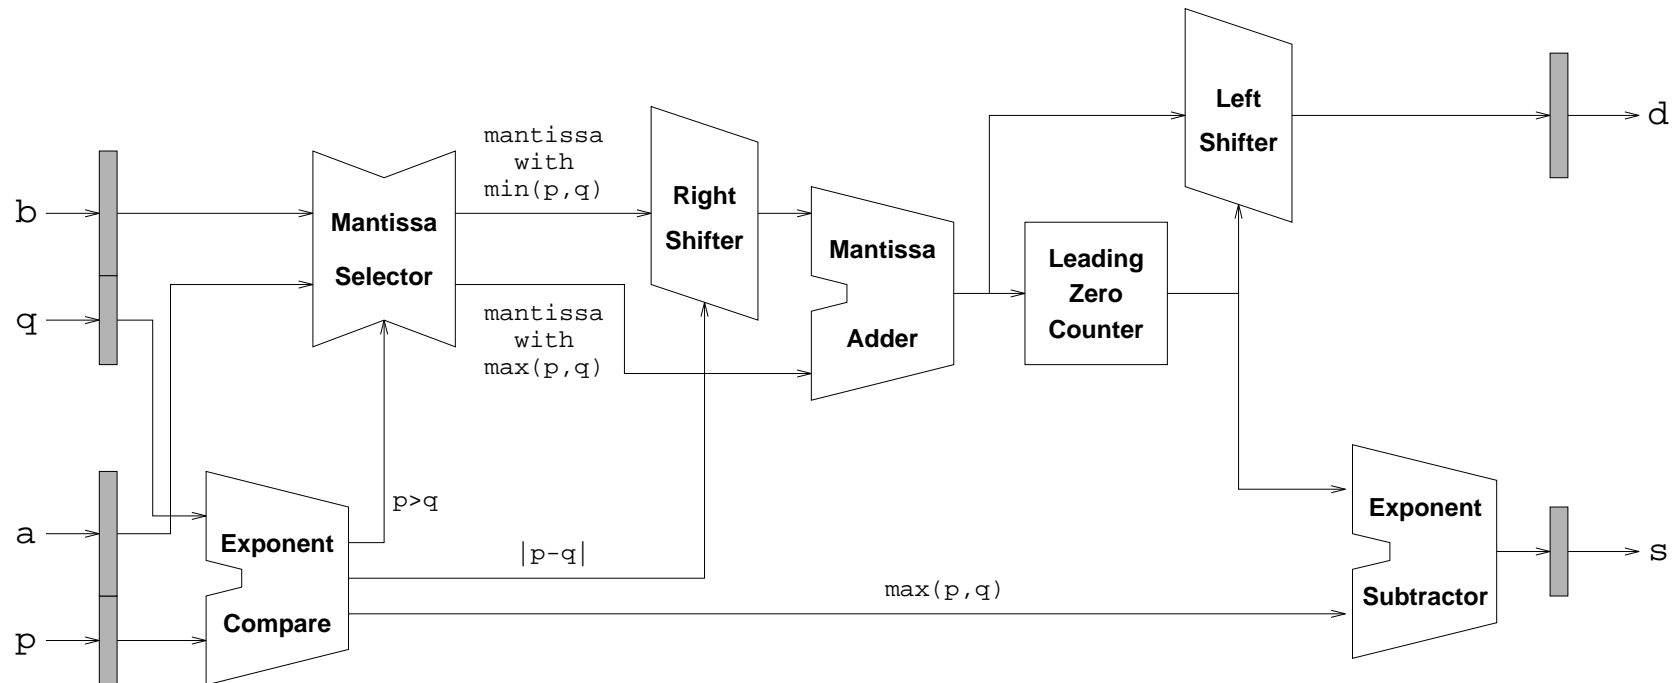 b
q
a
p
Mantissa
Selector
Exponent
Compare
p>q
|p-q|
max(p,q)
mantissa
with
min(p,q)
mantissa
with
max(p,q)
Right
Shifter
Mantissa
Adder
Leading
Zero
Counter
Left
Shifter
Exponent
Subtractor
d
s